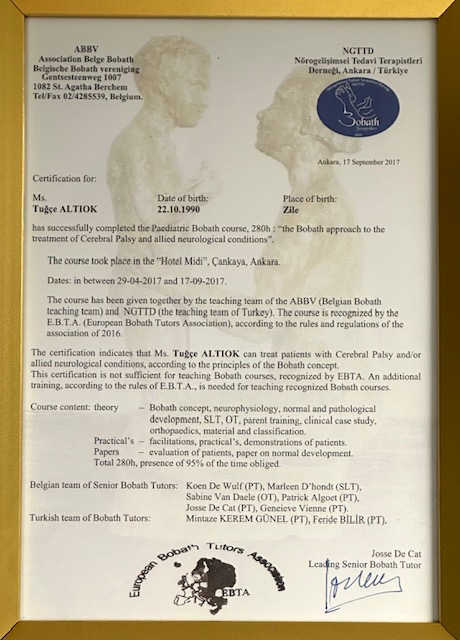 ABBV
Association Belge Bobath
Belgische Bobath vereniging
Gentsesteenweg 1007
1082 St. Agatha Berchem
Tel/Fax 02/4285539, Belgium.
NGTTD
Nörogelişimsel Tedavi Terapistleri
Derneği, Ankara / Türkiye
Bobath
Ankara, 17 September 2017
Certification for:
Ms. Date of birth: Place of birth:
Tuğçe ALTIOK 22.10.1990 Zile
has successfully completed the Paediatric Bobath course, 280h : “the Bobath approach to the
treatment of Cerebral Palsy and allied neurological conditions”.
The course took place in the “Hotel Midi”, Çankaya, Ankara.
Dates: in between 29-04-2017 and 17-09-2017.
The course has been given together by the teaching team of the ABBV (Belgian Bobath
teaching team) and NGTTD (the teaching team of Turkey). The course is recognized by the
E.B.T.A. (European Bobath Tutors Association), according to the rules and regulations of the
association of 2016.
The certification indicates that Ms. Tuğçe ALTIOK can treat patients with Cerebral Palsy and/or
allied neurological conditions, according to the principles of the Bobath concept.
This certification is not sufficient for teaching Bobath courses, recognized by EBTA. An additional
training, according to the rules of E.B.T.A., is needed for teaching recognized Bobath courses.
Course content: theory – Bobath concept, neurophysiology, normal and pathological
development, SLT, OT, parent training, clinical case study,
orthopaedics, material and classification.
Practical's – facilitations, practical's, demonstrations of patients.
Papers – evaluation of patients, paper on normal development.
Total 280h, presence of 95% of the time obliged.
Belgian team of Senior Bobath Tutors: Koen De Wulf (PT), Marleen D'hondt (SLT),
Sabine Van Daele (OT), Patrick Algoet (PT),
Josse De Cat (PT), Genevieve Vienne (PT).
Turkish team of Bobath Tutors: Mintaze KEREM GÜNEL (PT), Feride BİLİR (PT),
European Bobath Tutors Association
EBTA
Josse De Cat
Leading Senior Bobath Tutor